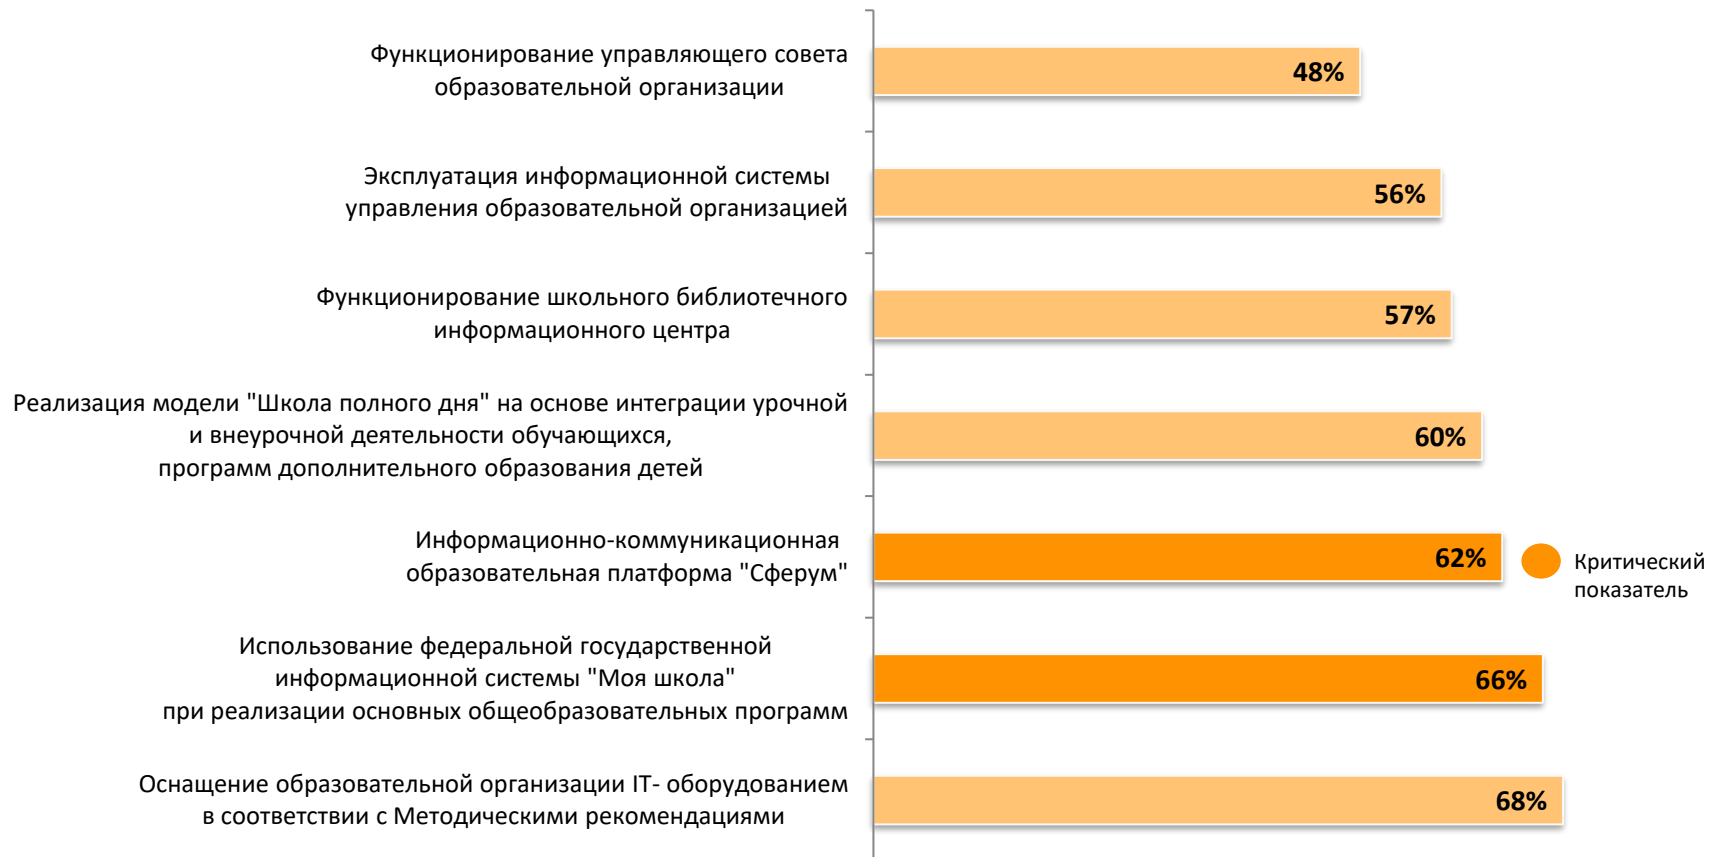 Функционирование управляющего совета
образовательной организации
48%
Эксплуатация информационной системы
управления образовательной организацией
56%
Функционирование школьного библиотечного
информационного центра
57%
Реализация модели "Школа полного дня" на основе интеграции урочной
и внеурочной деятельности обучающихся,
программ дополнительного образования детей
60%
Информационно-коммуникационная
образовательная платформа "Сферум"
62%
Критический
показатель
Использование федеральной государственной
информационной системы "Моя школа"
при реализации основных общеобразовательных программ
66%
Оснащение образовательной организации IT- оборудованием
в соответствии с Методическими рекомендациями
68%